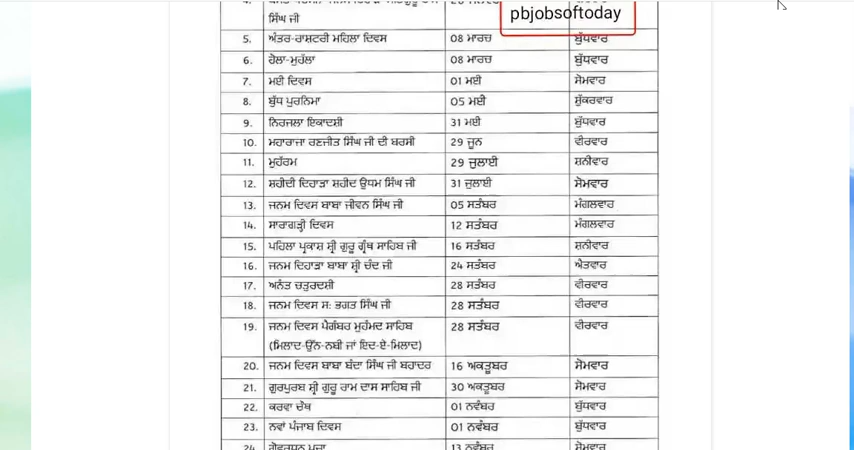 pbjobsoftoday
ਸਿੰਘ ਜੀ
5. ਅੰਤਰ-ਰਾਸ਼ਟਰੀ ਮਹਿਲਾ ਦਿਵਸ 08 ਮਾਰਚ ਬੁੱਧਵਾਰ
6. ਹੋਲਾ-ਮੁਹੱਲਾ 08 ਮਾਰਚ ਬੁੱਧਵਾਰ
7. ਮਈ ਦਿਵਸ 01 ਮਈ ਸੋਮਵਾਰ
8. ਬੁੱਧ ਪੁਰਨਿਮਾ 05 ਮਈ ਸ਼ੁੱਕਰਵਾਰ
9. ਨਿਰਜਲਾ ਇਕਾਦਸ਼ੀ 31 ਮਈ ਬੁੱਧਵਾਰ
10. ਮਹਾਰਾਜਾ ਰਣਜੀਤ ਸਿੰਘ ਜੀ ਦੀ ਬਰਸੀ 29 ਜੂਨ ਵੀਰਵਾਰ
11. ਮੁਹੱਰਮ 29 ਜੁਲਾਈ ਸ਼ਨੀਵਾਰ
12. ਸ਼ਹੀਦੀ ਦਿਹਾੜਾ ਸ਼ਹੀਦ ਊਧਮ ਸਿੰਘ ਜੀ 31 ਜੁਲਾਈ ਸੋਮਵਾਰ
13. ਜਨਮ ਦਿਵਸ ਬਾਬਾ ਜੀਵਨ ਸਿੰਘ ਜੀ 05 ਸਤੰਬਰ ਮੰਗਲਵਾਰ
14. ਸਾਰਾਗੜ੍ਹੀ ਦਿਵਸ 12 ਸਤੰਬਰ ਮੰਗਲਵਾਰ
15. ਪਹਿਲਾ ਪ੍ਰਕਾਸ਼ ਸ਼੍ਰੀ ਗੁਰੂ ਗ੍ਰੰਥ ਸਾਹਿਬ ਜੀ 16 ਸਤੰਬਰ ਸ਼ਨੀਵਾਰ
16. ਜਨਮ ਦਿਹਾੜਾ ਬਾਬਾ ਸ਼੍ਰੀ ਚੰਦ ਜੀ 24 ਸਤੰਬਰ ਐਤਵਾਰ
17. ਅਨੰਤ ਚਤੁਰਦਸ਼ੀ 28 ਸਤੰਬਰ ਵੀਰਵਾਰ
18. ਜਨਮ ਦਿਵਸ ਸ: ਭਗਤ ਸਿੰਘ ਜੀ 28 ਸਤੰਬਰ ਵੀਰਵਾਰ
19. ਜਨਮ ਦਿਵਸ ਪੈਗੰਬਰ ਮੁਹੰਮਦ ਸਾਹਿਬ 28 ਸਤੰਬਰ ਵੀਰਵਾਰ
(ਮਿਲਾਦ-ਉੱਨ-ਨਬੀ ਜਾਂ ਇਦ-ਏ-ਮਿਲਾਦ)
20. ਜਨਮ ਦਿਵਸ ਬਾਬਾ ਬੰਦਾ ਸਿੰਘ ਜੀ ਬਹਾਦਰ 16 ਅਕਤੂਬਰ ਸੋਮਵਾਰ
21. ਗੁਰਪੁਰਬ ਸ਼੍ਰੀ ਗੁਰੂ ਰਾਮ ਦਾਸ ਸਾਹਿਬ ਜੀ 30 ਅਕਤੂਬਰ ਸੋਮਵਾਰ
22. ਕਰਵਾ ਚੌਥ 01 ਨਵੰਬਰ ਬੁੱਧਵਾਰ
23. ਨਵਾਂ ਪੰਜਾਬ ਦਿਵਸ 01 ਨਵੰਬਰ ਬੁੱਧਵਾਰ
24. ਗੋਵਰਧਨ ਪੂਜਾ 13 ਨਵੰਬਰ ਸੋਮਵਾਰ